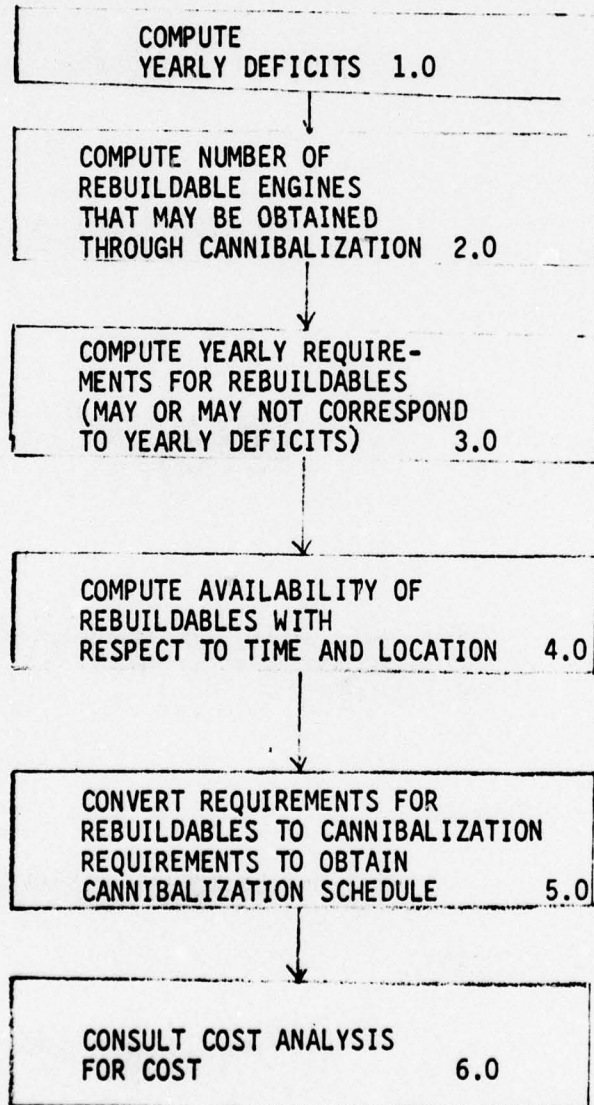 COMPUTE
YEARLY DEFICITS 1.0
COMPUTE NUMBER OF
REBUILDABLE ENGINES
THAT MAY BE OBTAINED
THROUGH CANNIBALIZATION 2.0
COMPUTE YEARLY REQUIRE-
MENTS FOR REBUILDABLES
(MAY OR MAY NOT CORRESPOND
TO YEARLY DEFICITS) 3.0
COMPUTE AVAILABILITY OF
REBUILDABLES WITH
RESPECT TO TIME AND LOCATION 4.0
CONVERT REQUIREMENTS FOR
REBUILDABLES TO CANNIBALIZATION
REQUIREMENTS TO OBTAIN
CANNIBALIZATION SCHEDULE 5.0
CONSULT COST ANALYSIS
FOR COST 6.0